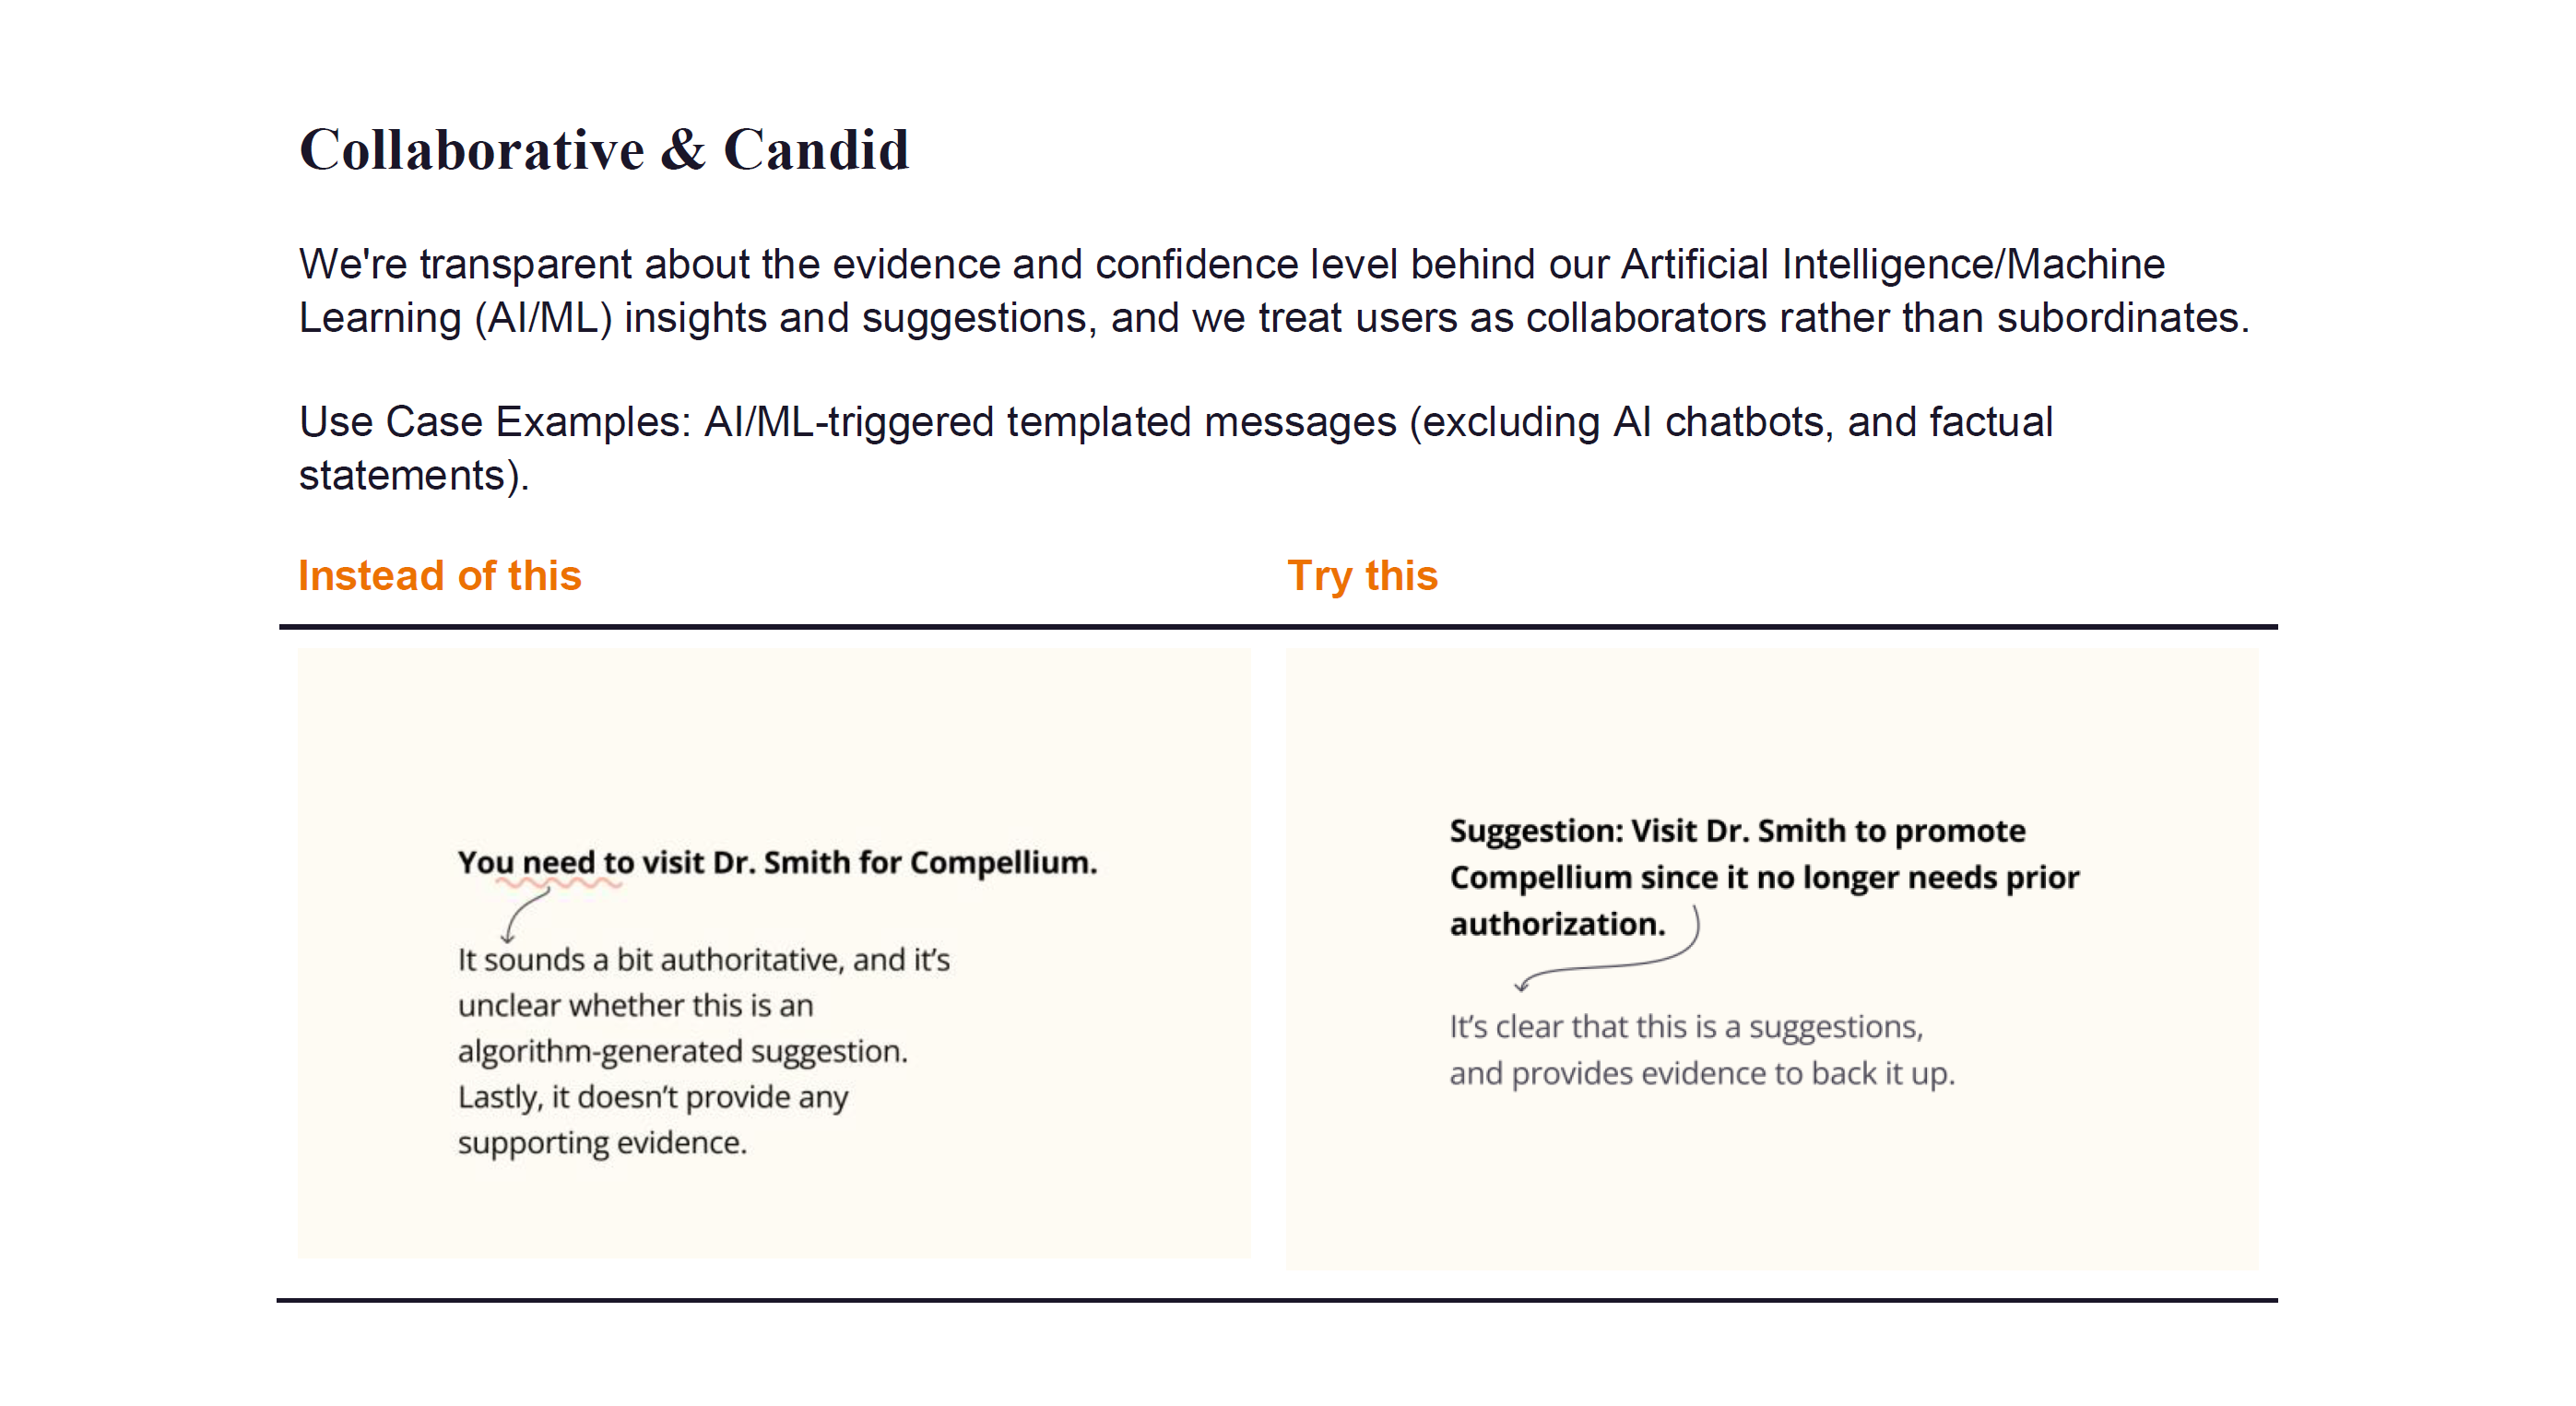 Collaborative & Candid
We're transparent about the evidence and confidence level behind our Artificial Intelligence/Machine
Learning (AI/ML) insights and suggestions, and we treat users as collaborators rather than subordinates.
Use Case Examples: AI/ML-triggered templated messages (excluding AI chatbots, and factual
statements).
Instead of this
Try this
You need to visit Dr. Smith for Compellium.
It sounds a bit authoritative, and it’s
unclear whether this is an
algorithm-generated suggestion.
Lastly, it doesn’t provide any
supporting evidence.
Suggestion: Visit Dr. Smith to promote
Compellium since it no longer needs prior
authorization.
It’s clear that this is a suggestions,
and provides evidence to back it up.